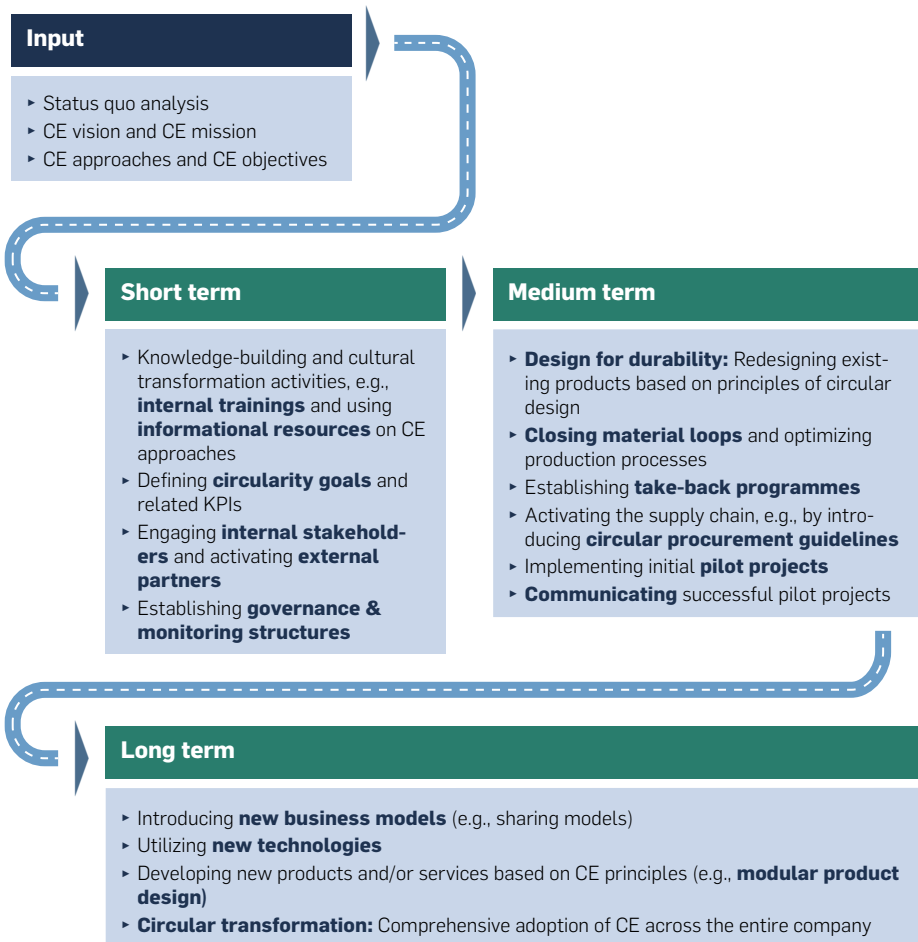 Input
▸ Status quo analysis
▸ CE vision and CE mission
▸ CE approaches and CE objectives
Short term
▸ Knowledge-building and cultural
transformation activities, e.g.,
internal trainings and using
informational resources on CE
approaches
▸ Defining circularity goals and
related KPIs
▸ Engaging internal stakehold-
ers and activating external
partners
▸ Establishing governance &
monitoring structures
Medium term
▸ Design for durability: Redesigning exist-
ing products based on principles of circular
design
▸ Closing material loops and optimizing
production processes
▸ Establishing take-back programmes
▸ Activating the supply chain, e.g., by intro-
ducing circular procurement guidelines
▸ Implementing initial pilot projects
▸ Communicating successful pilot projects
Long term
▸ Introducing new business models (e.g., sharing models)
▸ Utilizing new technologies
▸ Developing new products and/or services based on CE principles (e.g., modular product
design)
▸ Circular transformation: Comprehensive adoption of CE across the entire company